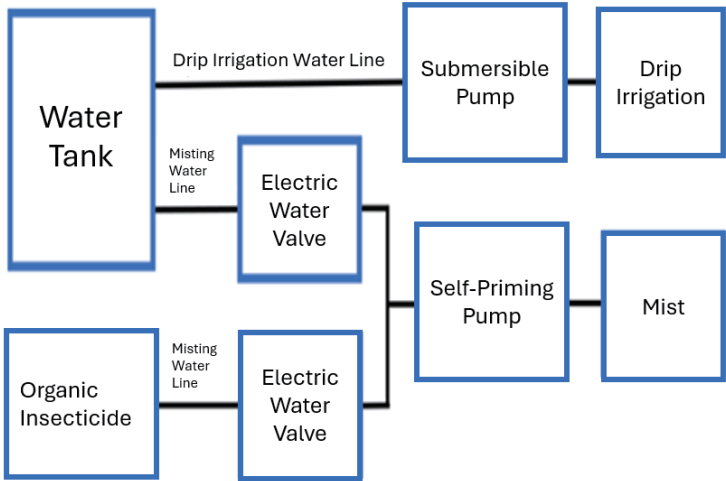 Drip Irrigation Water Line
Submersible
Pump
Drip
Irrigation
Water
Tank
Misting
Water
Line
Electric
Water
Valve
Self-Priming
Pump
Mist
Organic
Insecticide
Misting
Water
Line
Electric
Water
Valve